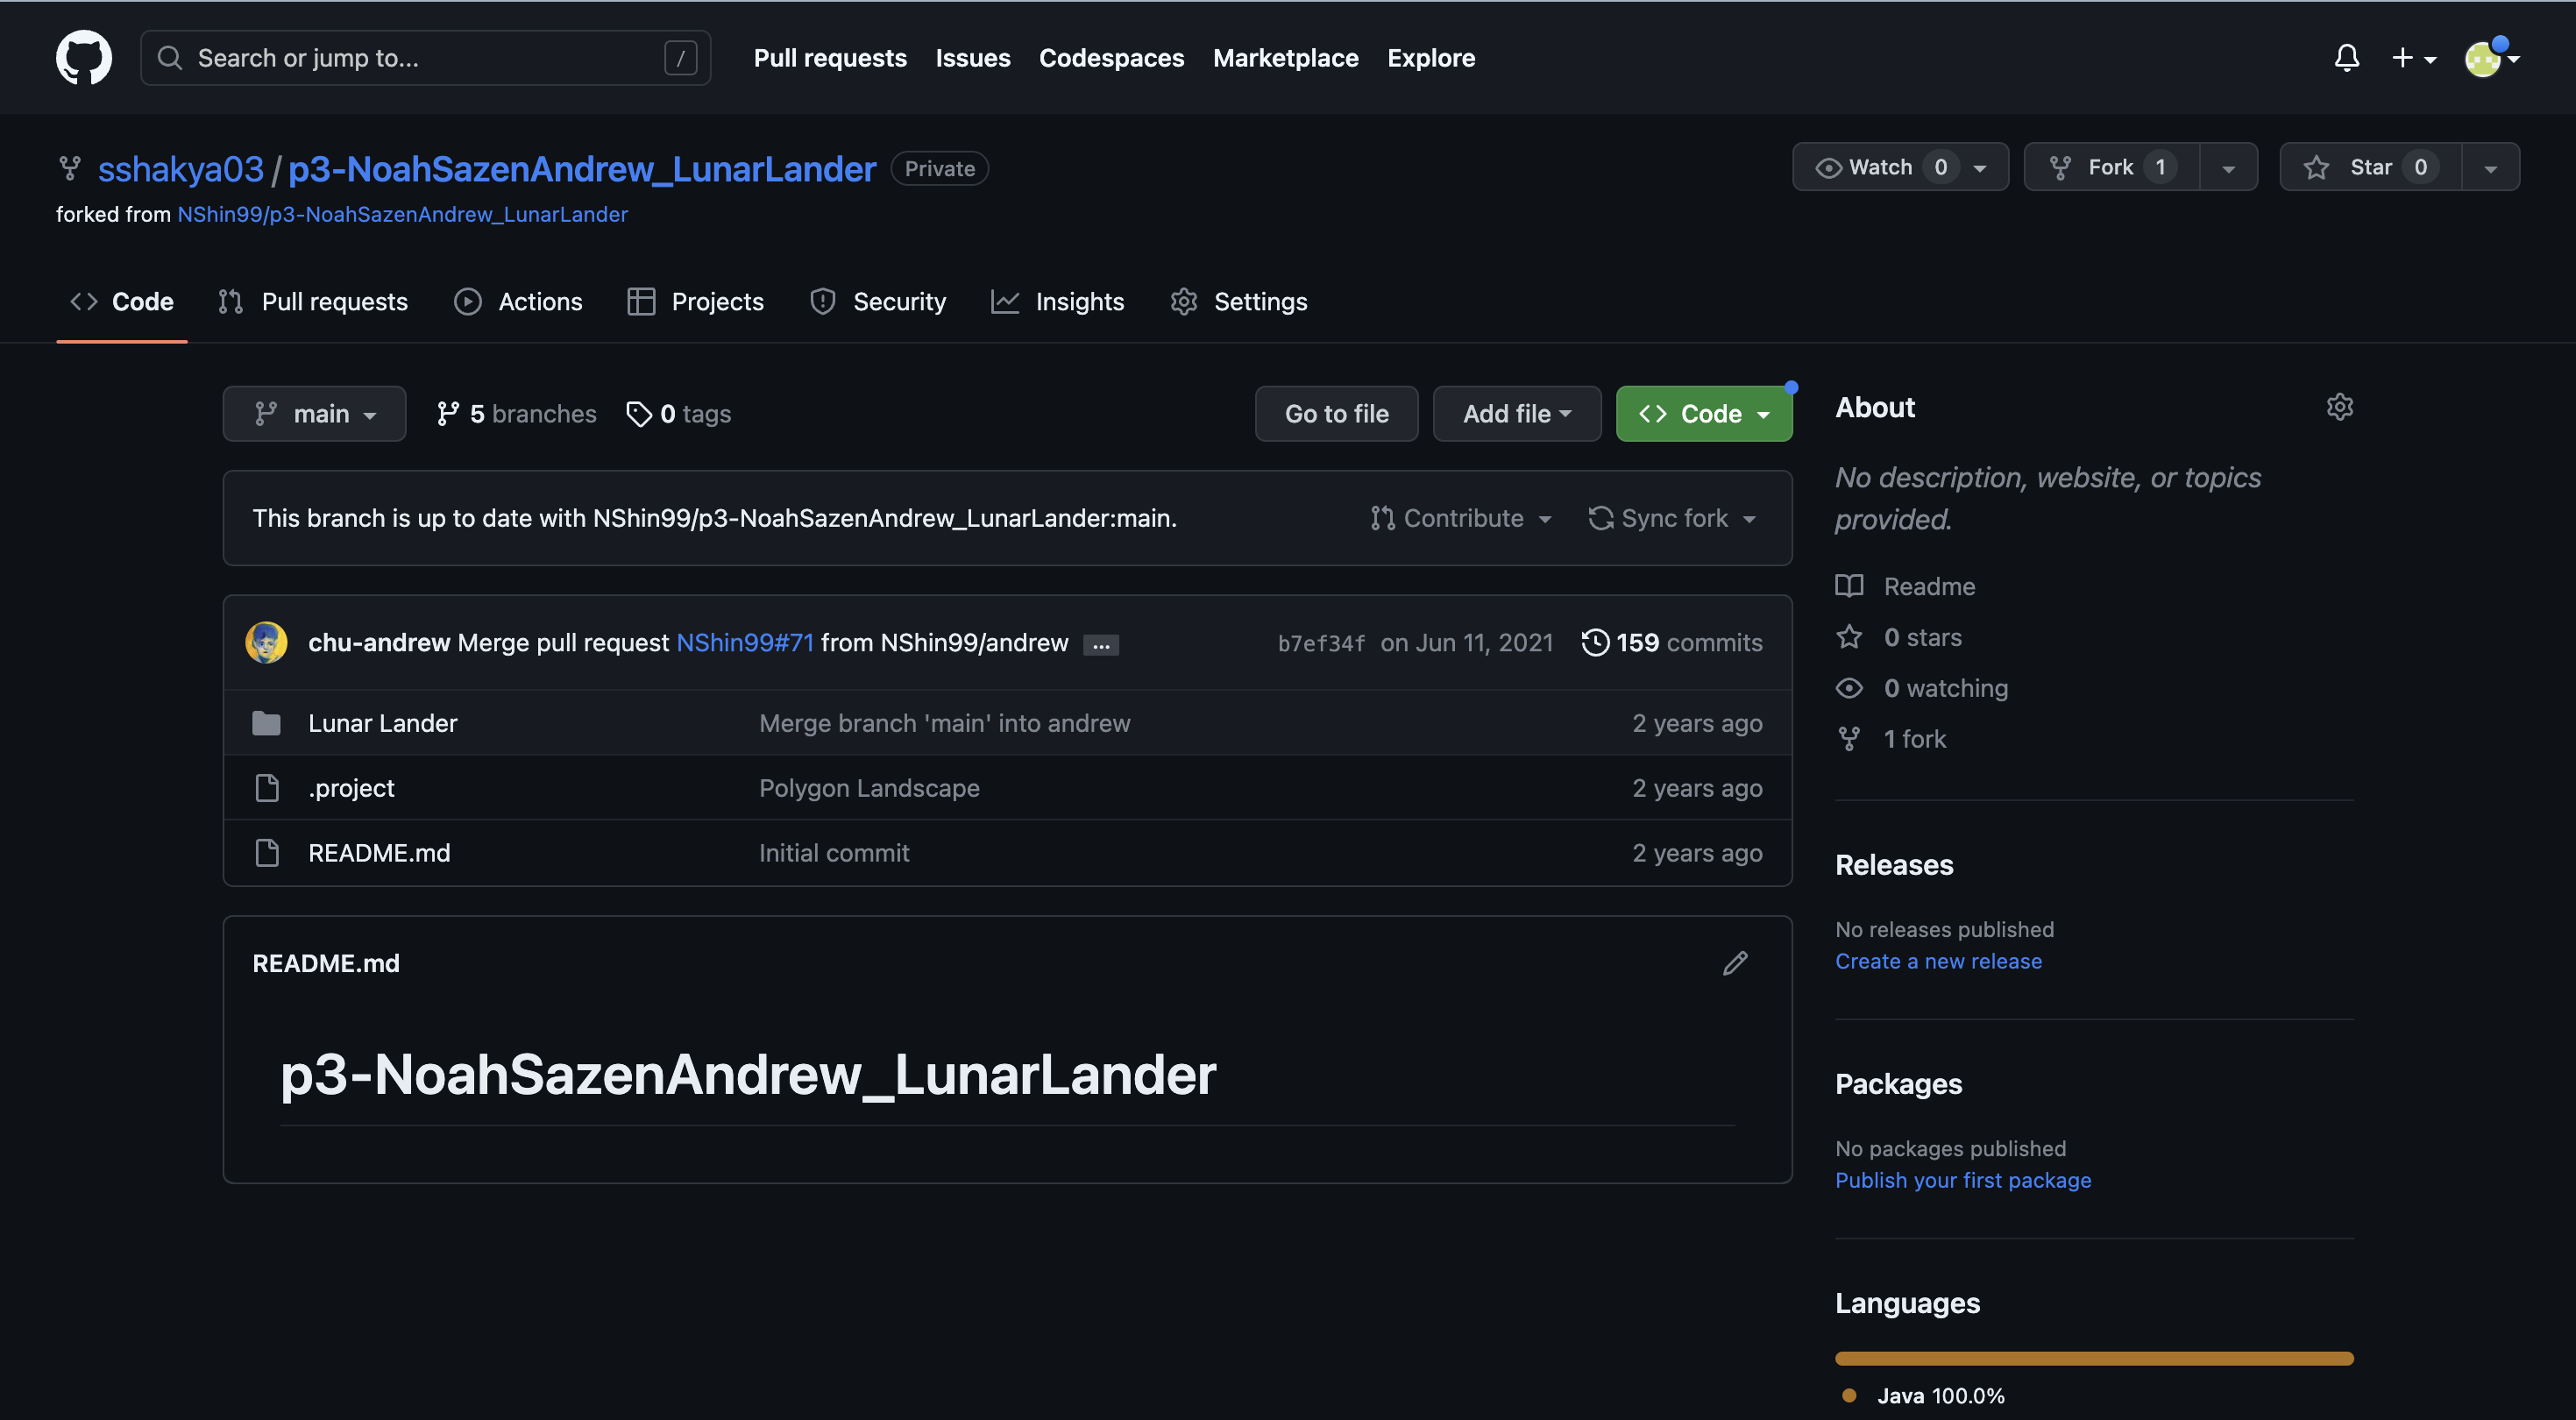 Search or jump to... /
Pull requests Issues Codespaces Marketplace Explore
sshakya03 / p3-NoahSazenAndrew_LunarLander Private
Watch 0 Fork 1 Star 0
forked from NShin99/p3-NoahSazenAndrew_LunarLander
Code Pull requests Actions Projects Security Insights Settings
main 5 branches 0 tags
Go to file Add file Code
This branch is up to date with NShin99/p3-NoahSazenAndrew_LunarLander:main.
Contribute Sync fork
chu-andrew Merge pull request NShin99#71 from NShin99/andrew ... b7ef34f on Jun 11, 2021 159 commits
Lunar Lander Merge branch 'main' into andrew 2 years ago
.project Polygon Landscape 2 years ago
README.md Initial commit 2 years ago
README.md
p3-NoahSazenAndrew_LunarLander
About
No description, website, or topics
provided.
Readme
0 stars
0 watching
1 fork
Releases
No releases published
Create a new release
Packages
No packages published
Publish your first package
Languages
Java 100.0%